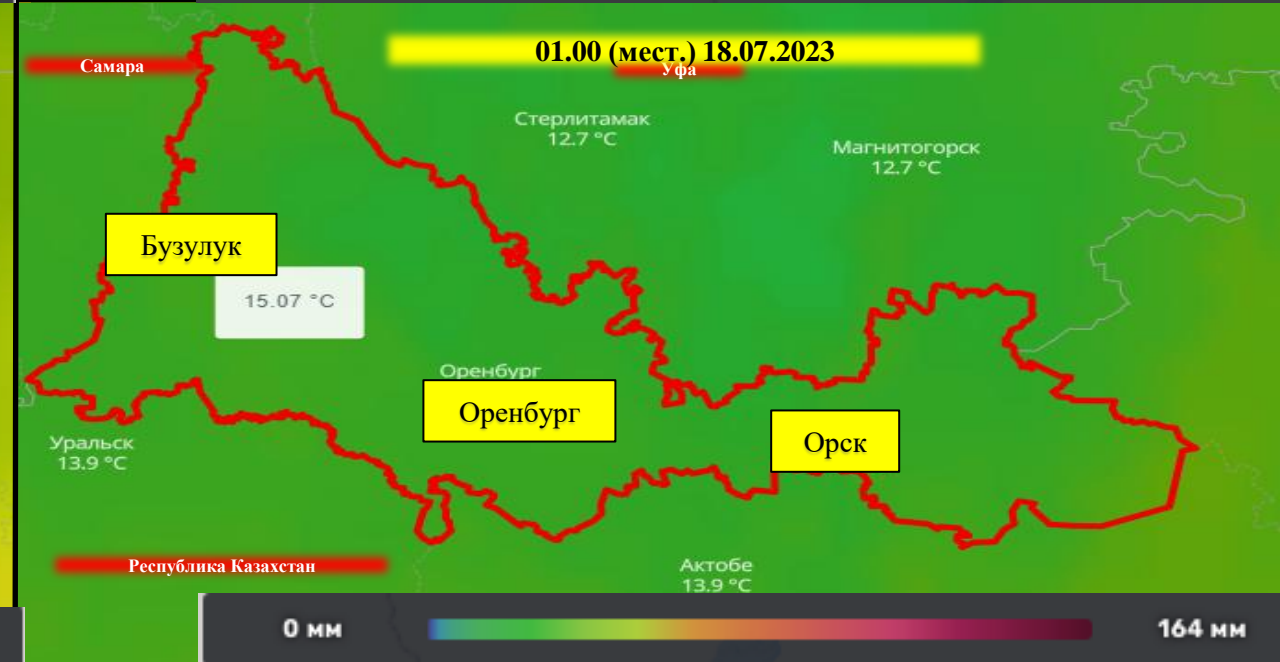 01.00 (мест.) 18.07.2023
Самара
Уфа
Стерлитамак
12.7 °C
Магнитогорск
12.7 °C
Бузулук
15.07 °C
Оренбург
Оренбург
Орск
Уральск
13.9 °C
Республика Казахстан
Актобе
13.9 °C
0 мм
164 мм